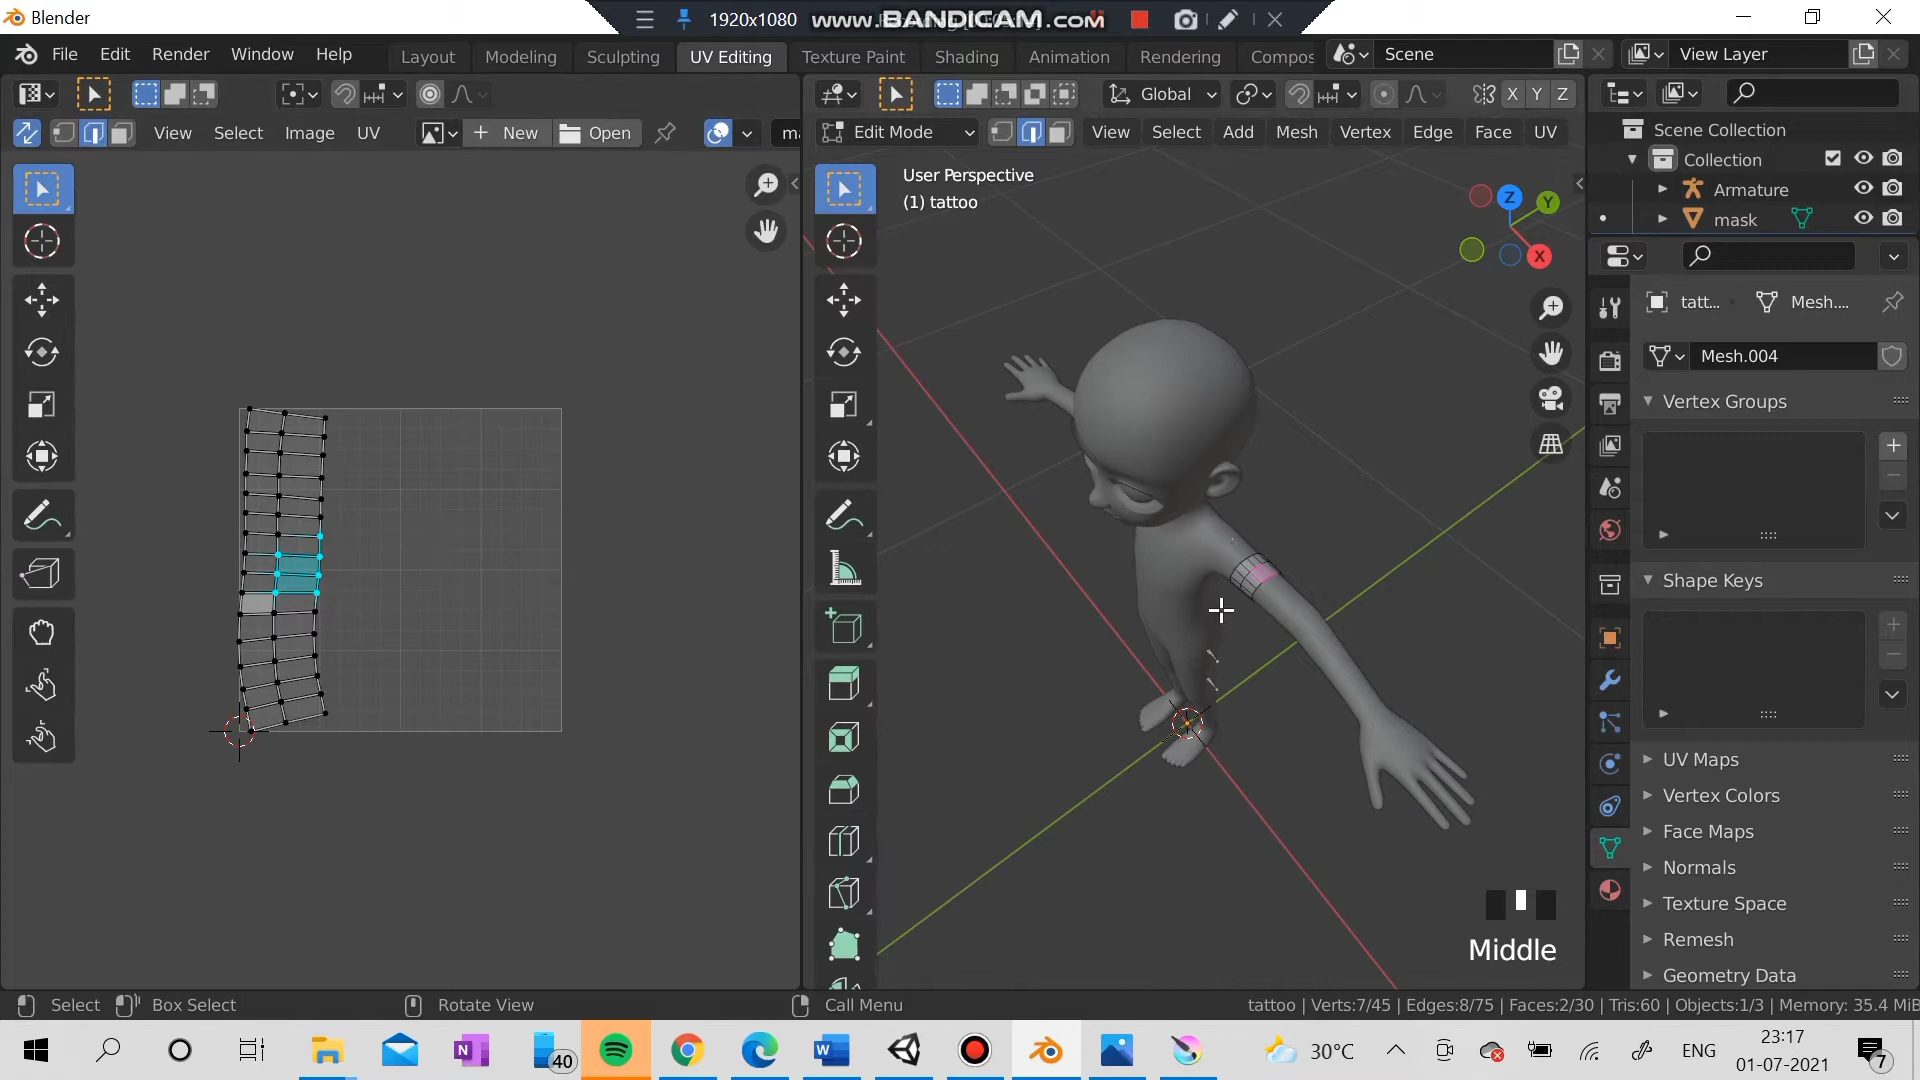 Blender
1920x1080
www.BANDICAM.com
File Edit Render Window Help
Layout Modeling Sculpting UV Editing Texture Paint Shading Animation Rendering Compos
Scene
View Layer
Global
X Y Z
View Select Image UV
New
Open
ma
Edit Mode
View Select Add Mesh Vertex Edge Face UV
Scene Collection
Collection
Armature
mask
User Perspective
(1) tattoo
Z
Y
X
tatt...
Mesh....
Mesh.004
Vertex Groups
Shape Keys
UV Maps
Vertex Colors
Face Maps
Normals
Texture Space
Remesh
Geometry Data
Middle
Select
Box Select
Rotate View
Call Menu
tattoo | Verts:7/45 | Edges:8/75 | Faces:2/30 | Tris:60 | Objects:1/3 | Memory: 35.4 MiB
N
40
W
30°C
ENG
23:17
01-07-2021
7